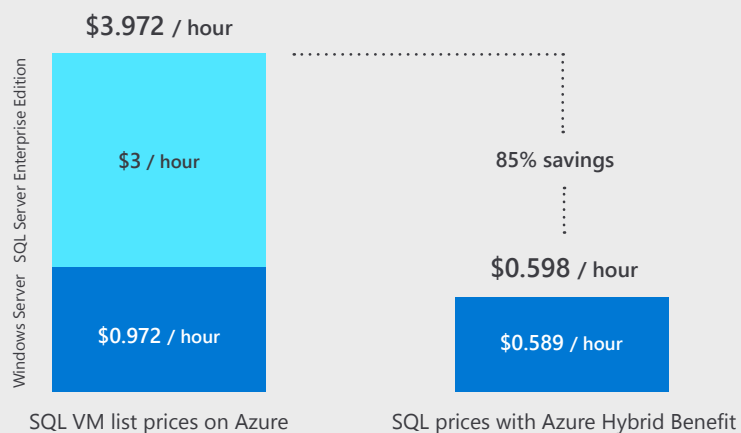 $3.972 / hour
SQL Server Enterprise Edition
$3 / hour
85% savings
$0.598 / hour
Windows Server
$0.972 / hour
$0.589 / hour
SQL VM list prices on Azure
SQL prices with Azure Hybrid Benefit